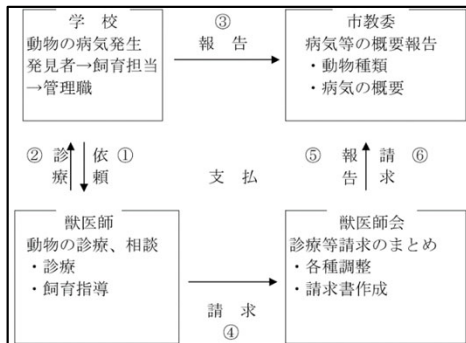 学 校
動物の病気発生
発見者→飼育担当
→管理職
③
報 告
市教委
病気等の概要報告
・動物種類
・病気の概要
② 診療
依頼 ①
支 払
⑤ 報告
請求 ⑥
獣医師
動物の診療、相談
・診療
・飼育指導
請 求
④
獣医師会
診療等請求のまとめ
・各種調整
・請求書作成